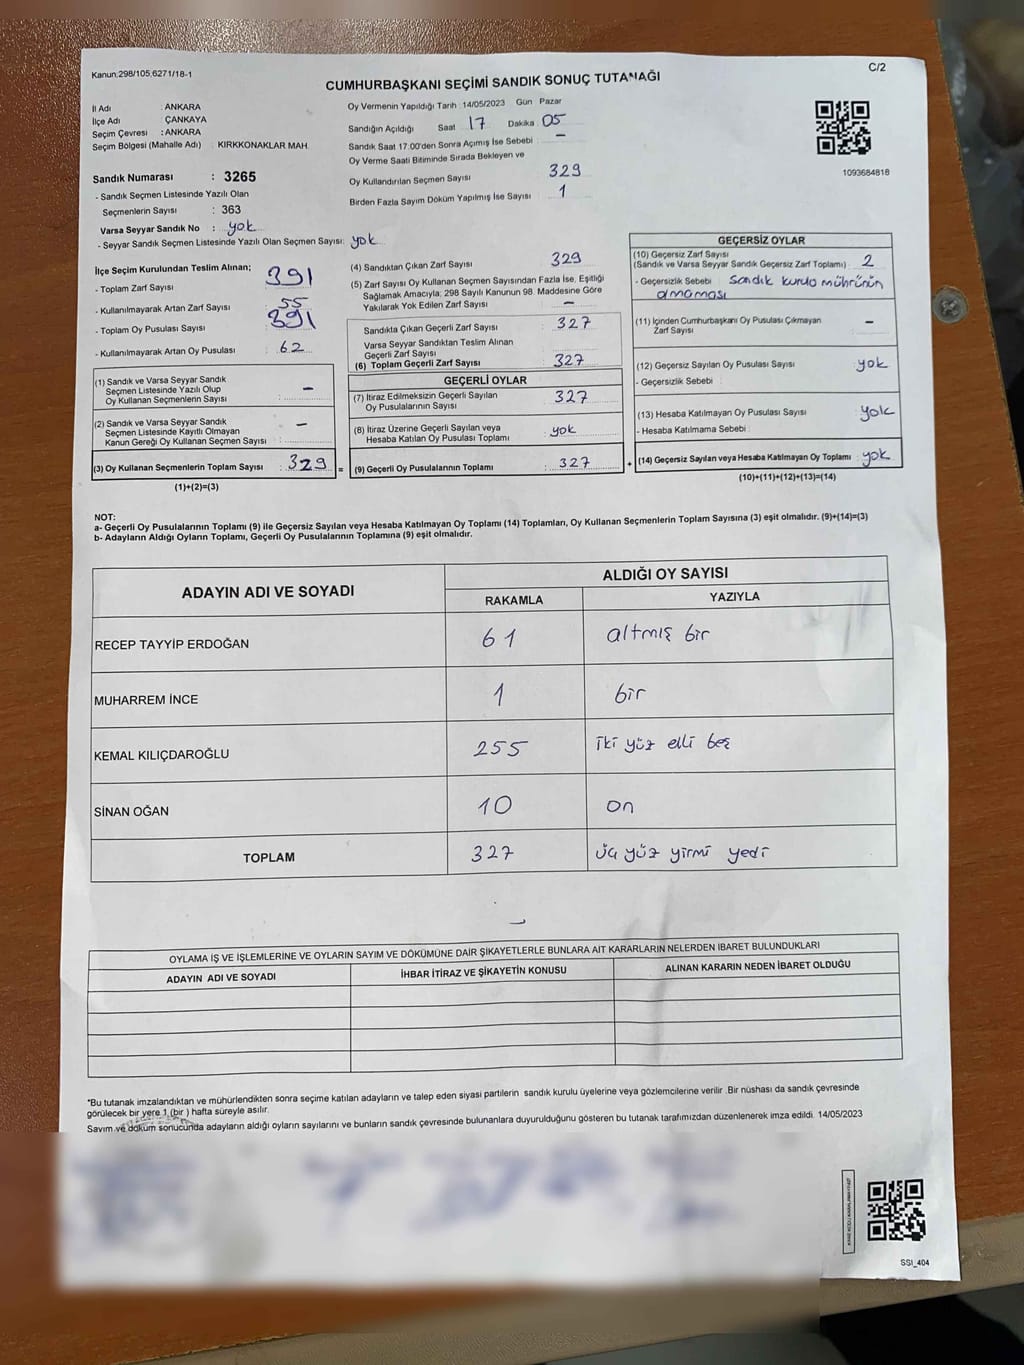 Kanun:298/105,6271/18-1
C/2
CUMHURBAŞKANI SEÇİMİ SANDIK SONUÇ TUTANAĞI
İl Adı : ANKARA
İlçe Adı : ÇANKAYA
Seçim Çevresi : ANKARA
Seçim Bölgesi (Mahalle Adı) : KIRKKONAKLAR MAH.
Sandık Numarası : 3265
- Sandık Seçmen Listesinde Yazılı Olan
Seçmenlerin Sayısı : 363
Varsa Seyyar Sandık No : yok
- Seyyar Sandık Seçmen Listesinde Yazılı Olan Seçmen Sayısı: yok
Oy Vermenin Yapıldığı Tarih : 14/05/2023 Gün Pazar
Sandığın Açıldığı Saat 17 Dakika 05
Sandık Saat 17:00'den Sonra Açımış İse Sebebi : –
Oy Verme Saati Bitiminde Sırada Bekleyen ve
Oy Kullandırılan Seçmen Sayısı 329
Birden Fazla Sayım Döküm Yapılmış İse Sayısı 1
1093684818
İlçe Seçim Kurulundan Teslim Alınan;
- Toplam Zarf Sayısı 391
- Kullanılmayarak Artan Zarf Sayısı : 55
- Toplam Oy Pusulası Sayısı 391
- Kullanılmayarak Artan Oy Pusulası : 62
(1) Sandık ve Varsa Seyyar Sandık
Seçmen Listesinde Yazılı Olup
Oy Kullanan Seçmenlerin Sayısı : –
(2) Sandık ve Varsa Seyyar Sandık
Seçmen Listesinde Kayıtlı Olmayan
Kanun Gereği Oy Kullanan Seçmen Sayısı : –
(3) Oy Kullanan Seçmenlerin Toplam Sayısı : 329 =
(1)+(2)=(3)
(4) Sandıktan Çıkan Zarf Sayısı 329
(5) Zarf Sayısı Oy Kullanan Seçmen Sayısından Fazla İse, Eşitliği
Sağlamak Amacıyla, 298 Sayılı Kanunun 98. Maddesine Göre
Yakılarak Yok Edilen Zarf Sayısı –
Sandıkta Çıkan Geçerli Zarf Sayısı : 327
Varsa Seyyar Sandıktan Teslim Alınan
Geçerli Zarf Sayısı
(6) Toplam Geçerli Zarf Sayısı : 327
GEÇERLİ OYLAR
(7) İtiraz Edilmeksizin Geçerli Sayılan
Oy Pusulalarının Sayısı : 327
(8) İtiraz Üzerine Geçerli Sayılan veya
Hesaba Katılan Oy Pusulası Toplamı : yok
(9) Geçerli Oy Pusulalarının Toplamı : 327 +
GEÇERSİZ OYLAR
(10) Geçersiz Zarf Sayısı
(Sandık ve Varsa Seyyar Sandık Geçersiz Zarf Toplamı) : 2
- Geçersizlik Sebebi : Sandık kurulu mührünün
olmaması
(11) İçinden Cumhurbaşkanı Oy Pusulası Çıkmayan
Zarf Sayısı –
(12) Geçersiz Sayılan Oy Pusulası Sayısı : yok
- Geçersizlik Sebebi :
(13) Hesaba Katılmayan Oy Pusulası Sayısı yok
- Hesaba Katılmama Sebebi :
(14) Geçersiz Sayılan veya Hesaba Katılmayan Oy Toplamı : yok
(10)+(11)+(12)+(13)=(14)
NOT:
a- Geçerli Oy Pusulalarının Toplamı (9) ile Geçersiz Sayılan veya Hesaba Katılmayan Oy Toplamı (14) Toplamları, Oy Kullanan Seçmenlerin Toplam Sayısına (3) eşit olmalıdır. (9)+(14)=(3)
b- Adayların Aldığı Oyların Toplamı, Geçerli Oy Pusulalarının Toplamına (9) eşit olmalıdır.
ADAYIN ADI VE SOYADI
ALDIĞI OY SAYISI
RAKAMLA YAZIYLA
RECEP TAYYİP ERDOĞAN 61 altmış bir
MUHARREM İNCE 1 bir
KEMAL KILIÇDAROĞLU 255 iki yüz elli beş
SİNAN OĞAN 10 on
TOPLAM 327 üç yüz yirmi yedi
OYLAMA İŞ VE İŞLEMLERİNE VE OYLARIN SAYIM VE DÖKÜMÜNE DAİR ŞİKAYETLERLE BUNLARA AİT KARARLARIN NELERDEN İBARET BULUNDUKLARI
ADAYIN ADI VE SOYADI İHBAR İTİRAZ VE ŞİKAYETİN KONUSU ALINAN KARARIN NEDEN İBARET OLDUĞU
*Bu tutanak imzalandıktan ve mühürlendikten sonra seçime katılan adayların ve talep eden siyasi partilerin sandık kurulu üyelerine veya gözlemcilerine verilir .Bir nüshası da sandık çevresinde
görülecek bir yere 1 (bir ) hafta süreyle asılır.
Sayım ve döküm sonucunda adayların aldığı oyların sayılarını ve bunların sandık çevresinde bulunanlara duyurulduğunu gösteren bu tutanak tarafımızdan düzenlenerek imza edildi. 14/05/2023
SSI_404